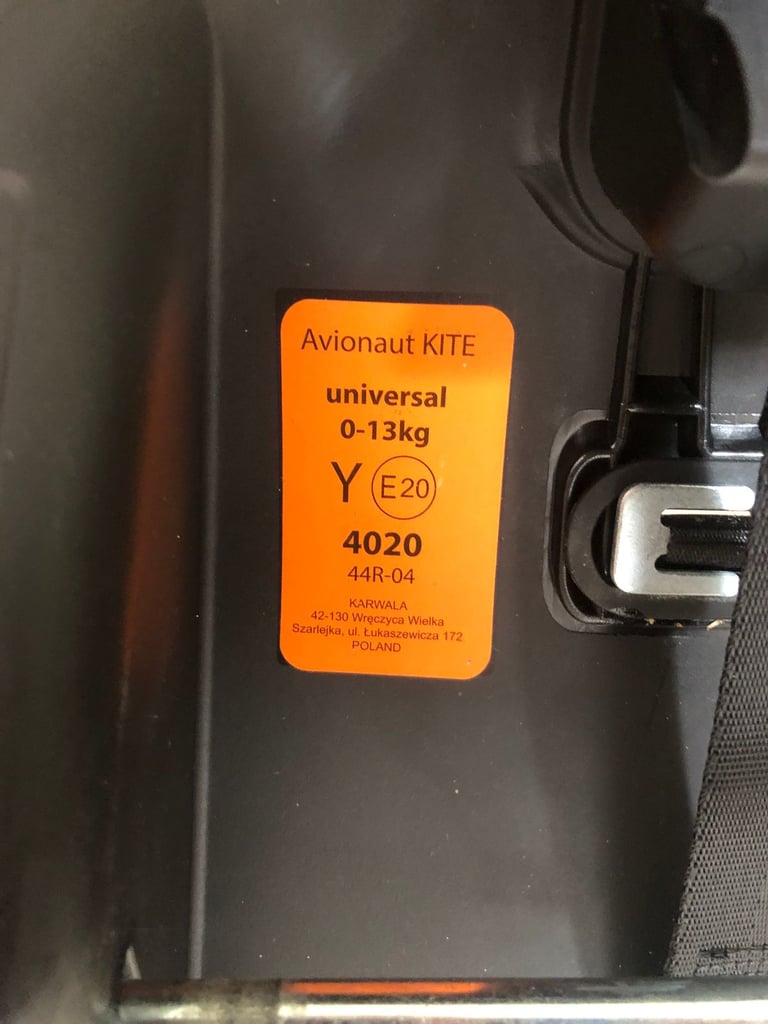 Avionaut KITE
universal
0-13kg
Y E20
4020
44R-04
KARWALA
42-130 Wręczyca Wielka
Szarlejka, ul. Łukaszewicza 172
POLAND